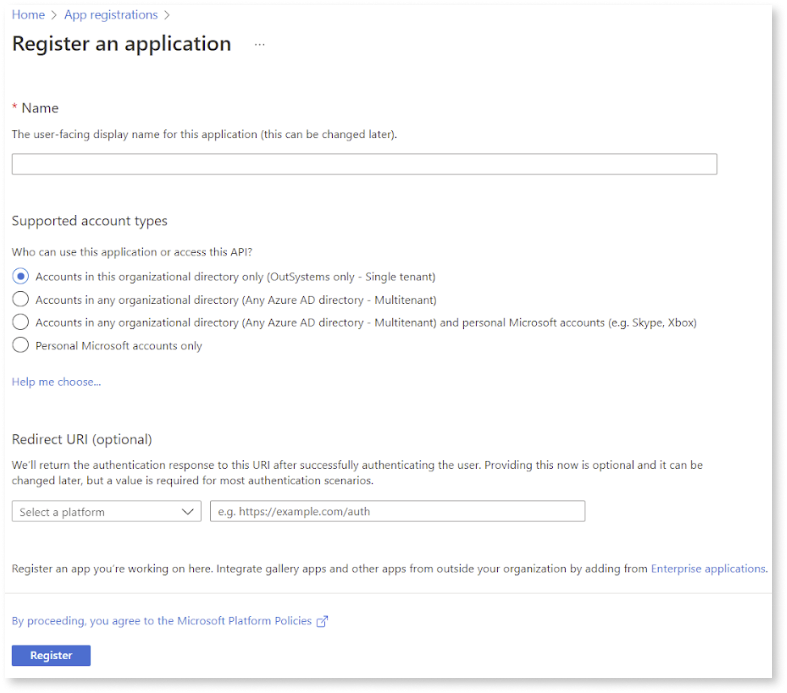 Home > App registrations >
Register an application ...
* Name
The user-facing display name for this application (this can be changed later).
Supported account types
Who can use this application or access this API?
Accounts in this organizational directory only (OutSystems only - Single tenant)
Accounts in any organizational directory (Any Azure AD directory - Multitenant)
Accounts in any organizational directory (Any Azure AD directory - Multitenant) and personal Microsoft accounts (e.g. Skype, Xbox)
Personal Microsoft accounts only
Help me choose...
Redirect URI (optional)
We'll return the authentication response to this URI after successfully authenticating the user. Providing this now is optional and it can be
changed later, but a value is required for most authentication scenarios.
Select a platform e.g. https://example.com/auth
Register an app you're working on here. Integrate gallery apps and other apps from outside your organization by adding from Enterprise applications.
By proceeding, you agree to the Microsoft Platform Policies
Register